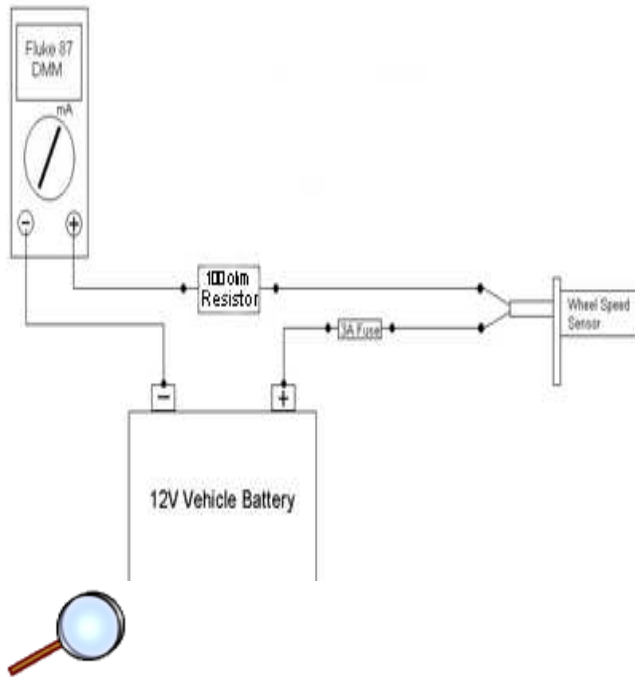 Fluke 87
DMM
mA
-
+
100 ohm
Resistor
3A Fuse
Wheel Speed
Sensor
-
+
12V Vehicle Battery